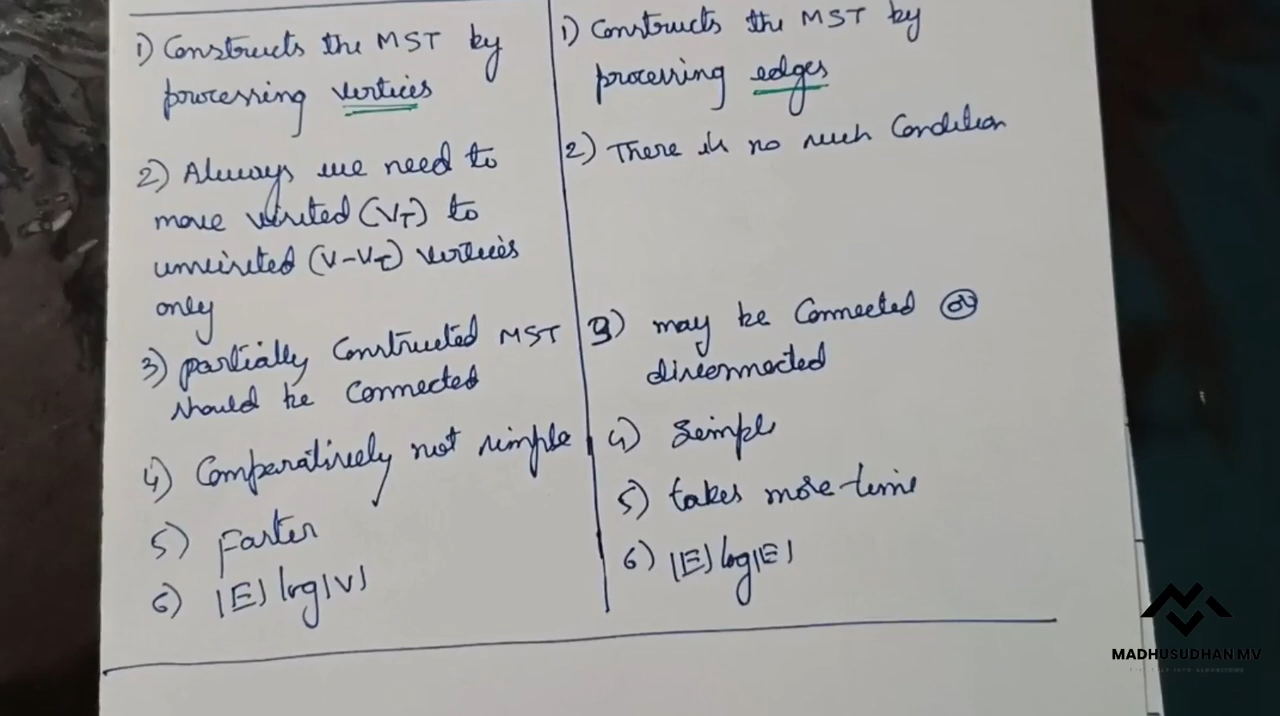 1) Constructs the MST by
processing vertices
2) Always we need to
move visited (VT) to
unvisited (V-VT) vertices
only
3) partially constructed MST
should be connected
4) Comparatively not simple
5) Faster
6) |E| log|V|
1) Constructs the MST by
processing edges
2) There is no such Condition
3) may be Connected or
disconnected
4) Simple
5) takes more time
6) |E| log|E|
MADHUSUDHAN MV